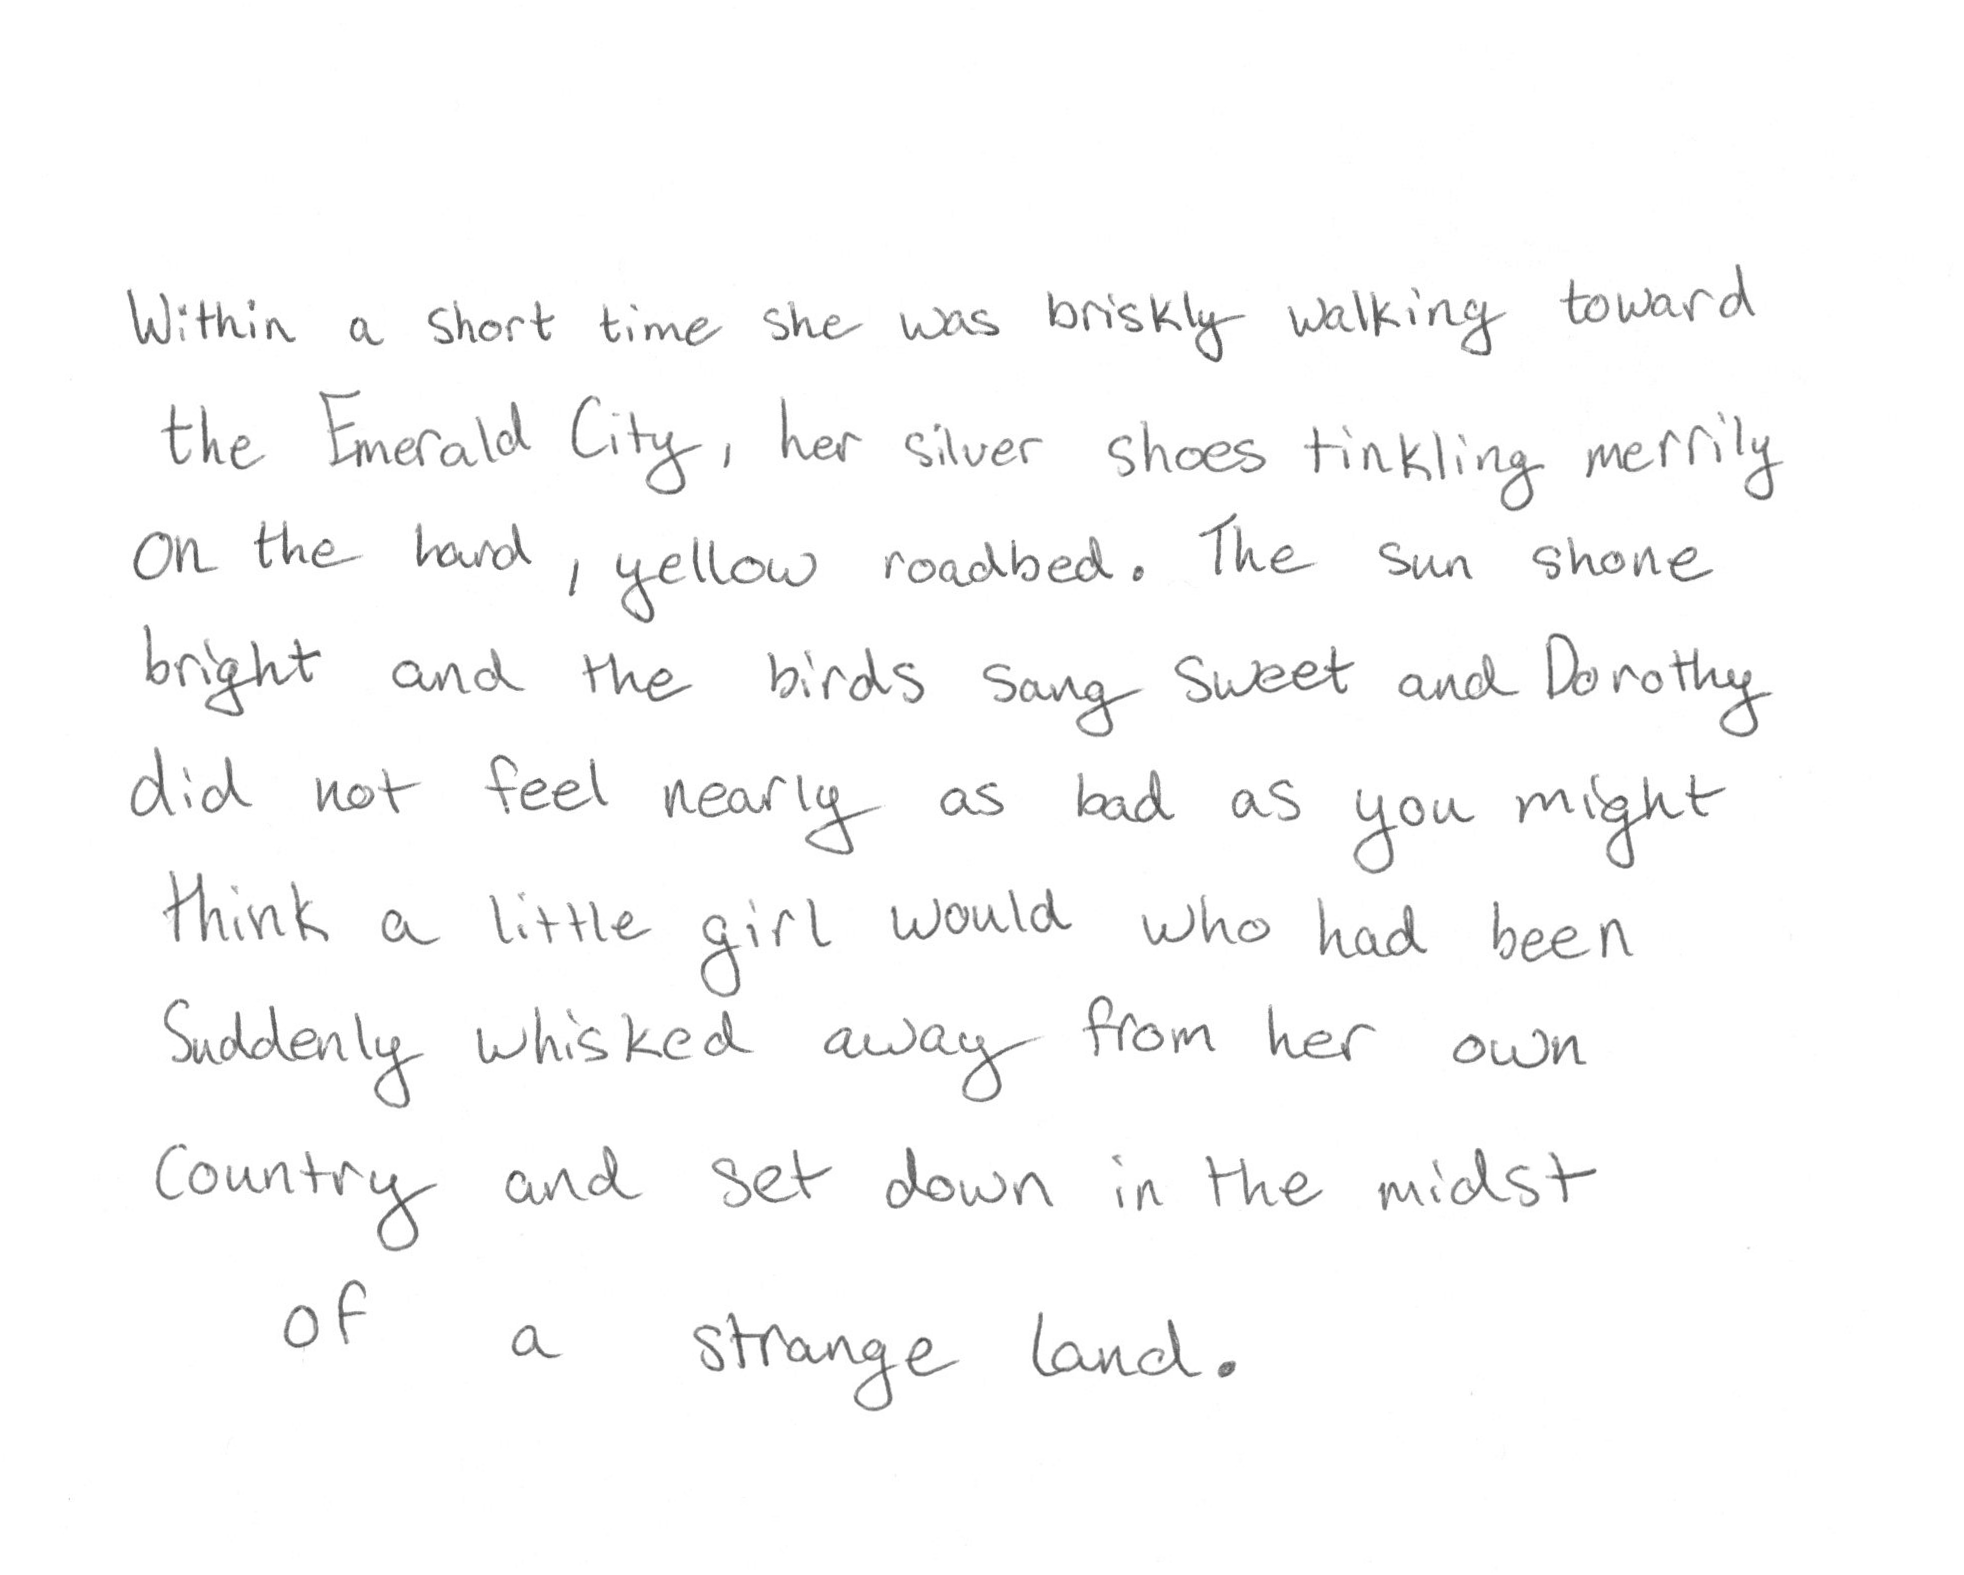 Within a short time she was briskly walking toward
the Emerald City, her silver shoes tinkling merrily
on the hard, yellow roadbed. The sun shone
bright and the birds sang sweet and Dorothy
did not feel nearly as bad as you might
think a little girl would who had been
suddenly whisked away from her own
country and set down in the midst
of a strange land.